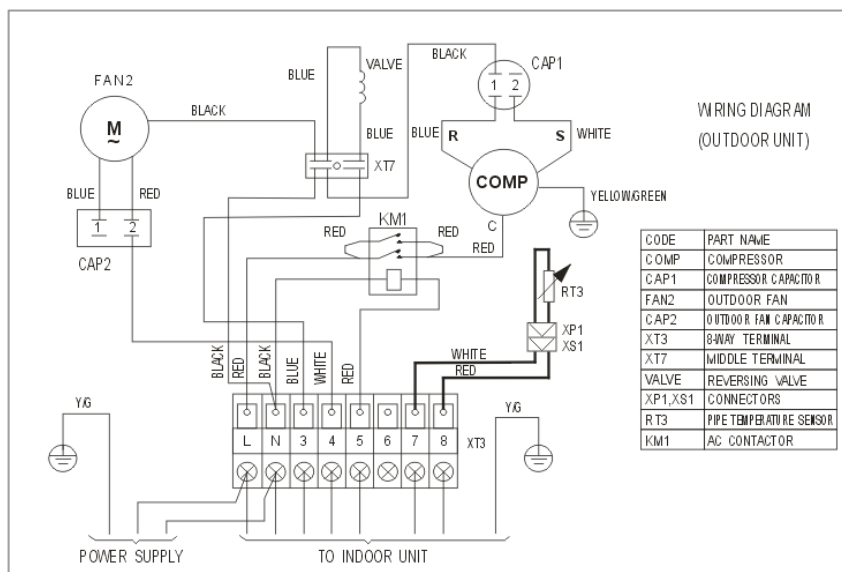 WIRING DIAGRAM
(OUTDOOR UNIT)
FAN2
M
~
BLACK
BLUE
VALVE
BLUE
BLACK
CAP1
1 2
BLUE
R
S
WHITE
COMP
YELLOW/GREEN
C
XT7
BLUE
RED
1 2
CAP2
KM1
RED
RED
RED
RT3
XP1
XS1
WHITE
RED
BLACK
RED
BLACK
BLUE
WHITE
RED
Y/G
Y/G
L N 3 4 5 6 7 8
XT3
POWER SUPPLY
TO INDOOR UNIT
CODE PART NAME
COMP COMPRESSOR
CAP1 COMPRESSOR CAPACITOR
FAN2 OUTDOOR FAN
CAP2 OUTDOOR FAN CAPACITOR
XT3 8-WAY TERMINAL
XT7 MIDDLE TERMINAL
VALVE REVERSING VALVE
XP1,XS1 CONNECTORS
RT3 PIPE TEMPERATURE SENSOR
KM1 AC CONTACTOR